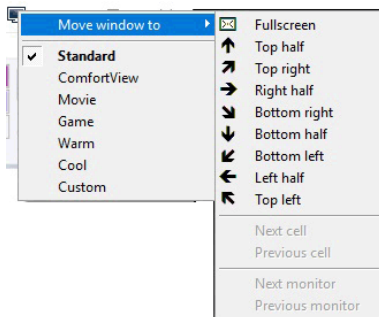 Move window to
Standard
ComfortView
Movie
Game
Warm
Cool
Custom
Fullscreen
Top half
Top right
Right half
Bottom right
Bottom half
Bottom left
Left half
Top left
Next cell
Previous cell
Next monitor
Previous monitor